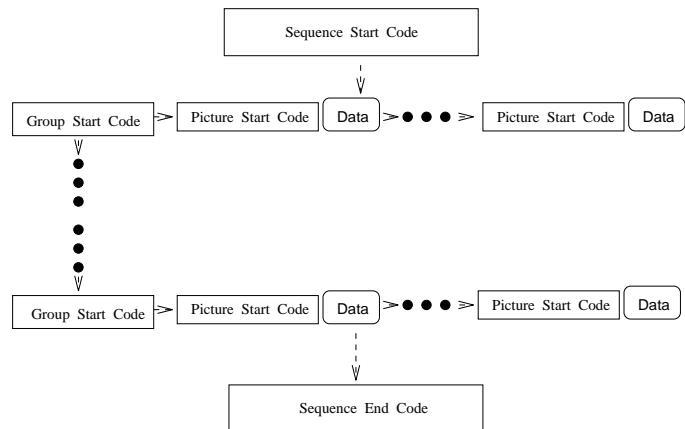 Sequence Start Code
Group Start Code
Picture Start Code
Data
Picture Start Code
Data
Group Start Code
Picture Start Code
Data
Picture Start Code
Data
Sequence End Code